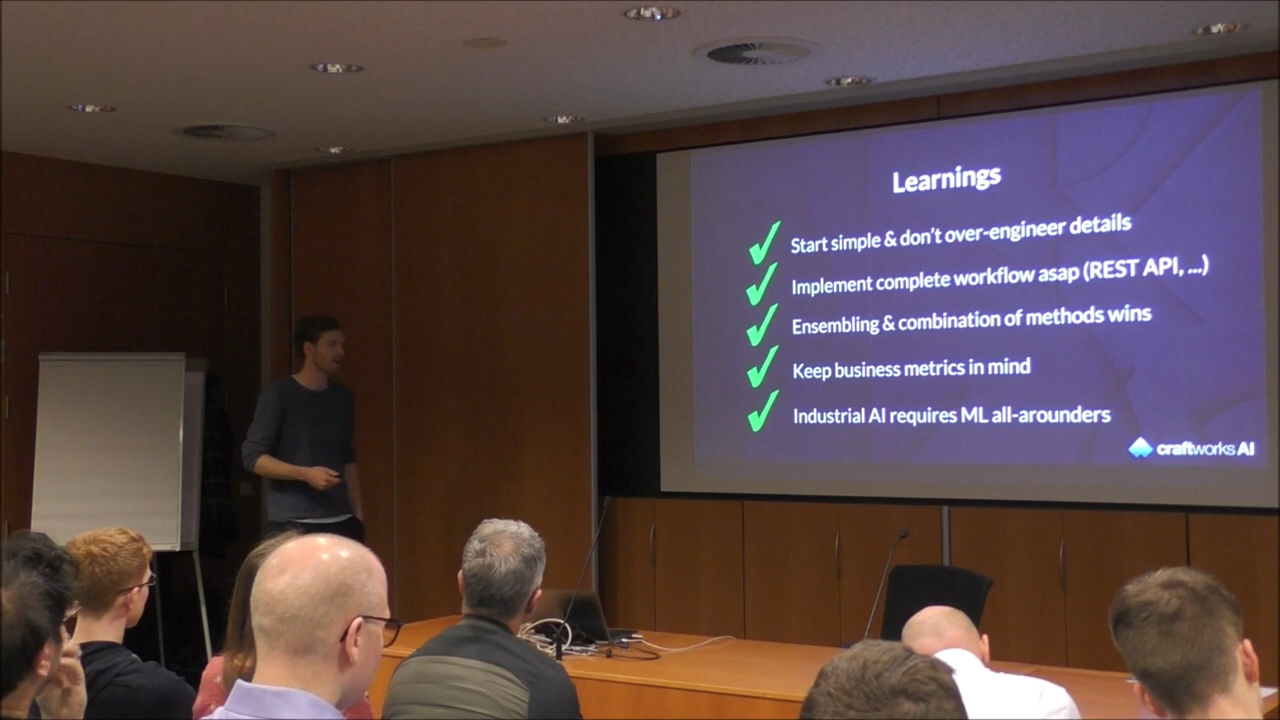 Learnings
Start simple & don't over-engineer details
Implement complete workflow asap (REST API, ...)
Ensembling & combination of methods wins
Keep business metrics in mind
Industrial AI requires ML all-arounders
craftworks AI